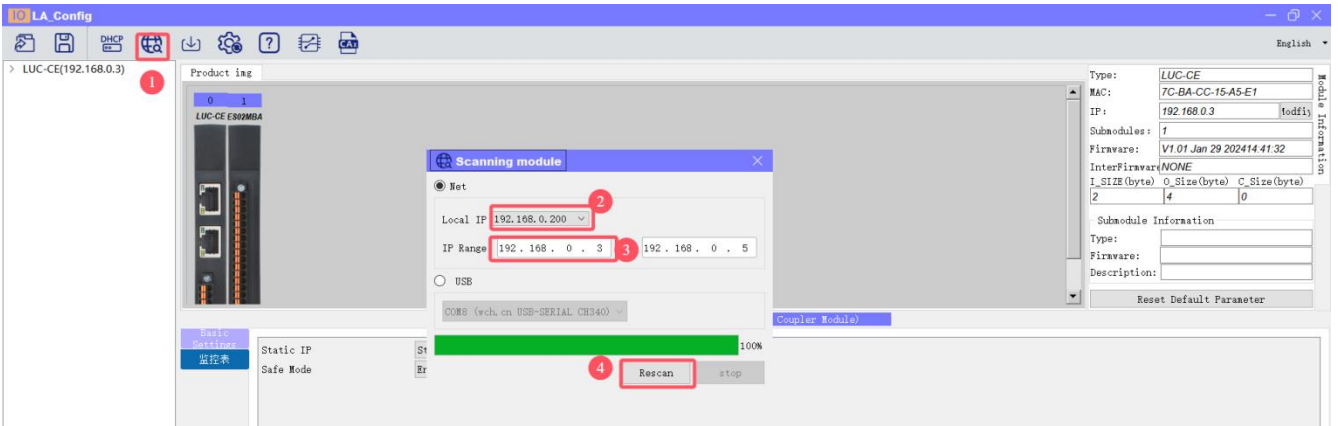 IO LA_Config
DHCP
CAT
English
> LUC-CE(192.168.0.3)
1
Product img
0 1
LUC-CE ES02MBA
Type: LUC-CE
MAC: 7C-BA-CC-15-A5-E1
IP: 192.168.0.3
Submodules: 1
Firmware: V1.01 Jan 29 202414:41:32
NONE
I_SIZE(byte) O_Size(byte) C_Size(byte)
2 4 0
Submodule Information
Type:
Firmware:
Description:
Reset Default Parameter
Module Information
Scanning module
Net
2
Local IP 192.168.0.200
IP Range 192 . 168 . 0 . 3 3 192 . 168 . 0 . 5
USB
COM8 (wch.cn USB-SERIAL CH340)
100%
4 Rescan stop
Coupler Module)
Basic
Settings
监控表
Static IP St
Safe Mode